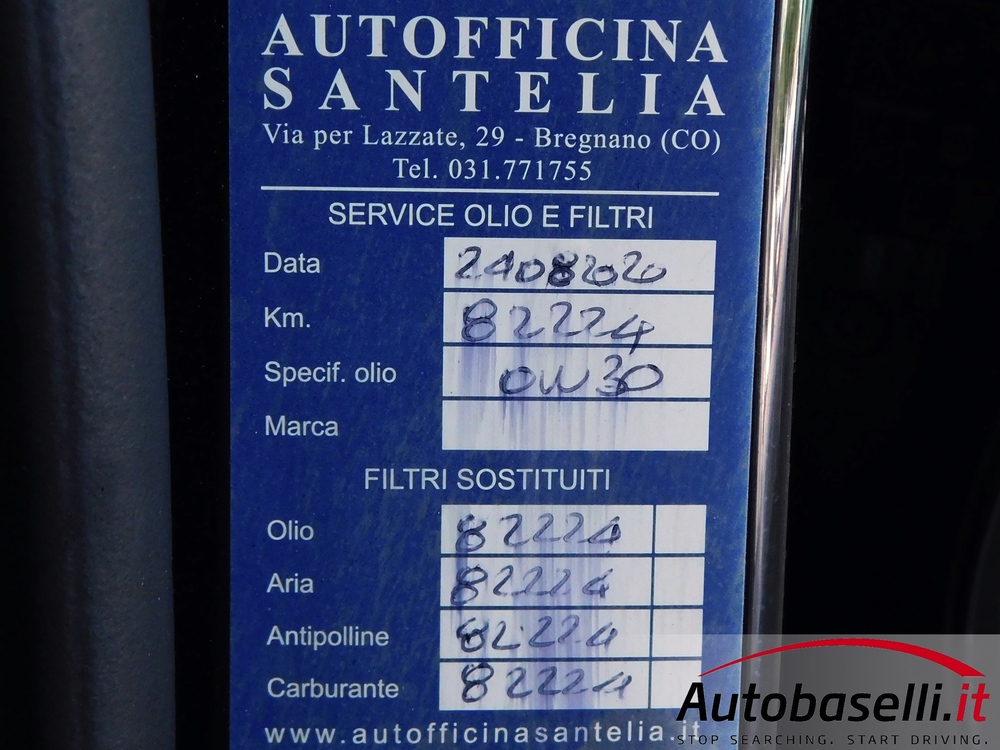 AUTOFFICINA
SANTELIA
Via per Lazzate, 29 - Bregnano (CO)
Tel. 031.771755
SERVICE OLIO E FILTRI
Data 24082020
Km. 82224
Specif. olio 0W30
Marca
FILTRI SOSTITUITI
Olio 82224
Aria 82224
Antipolline 82224
Carburante 82224
www.autofficinasantelia.it
Autobaselli.it
STOP SEARCHING. START DRIVING.